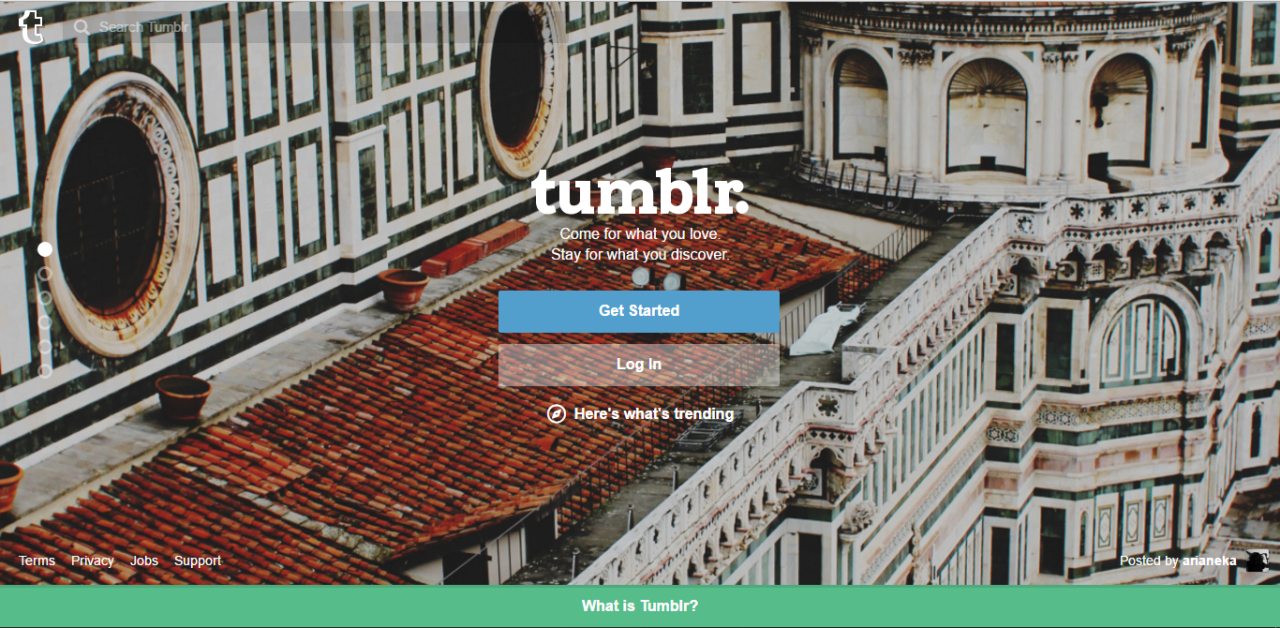 Search Tumblr
tumblr.
Come for what you love.
Stay for what you discover.
Get Started
Log In
Here's what's trending
Terms Privacy Jobs Support
Posted by arianeka
What is Tumblr?